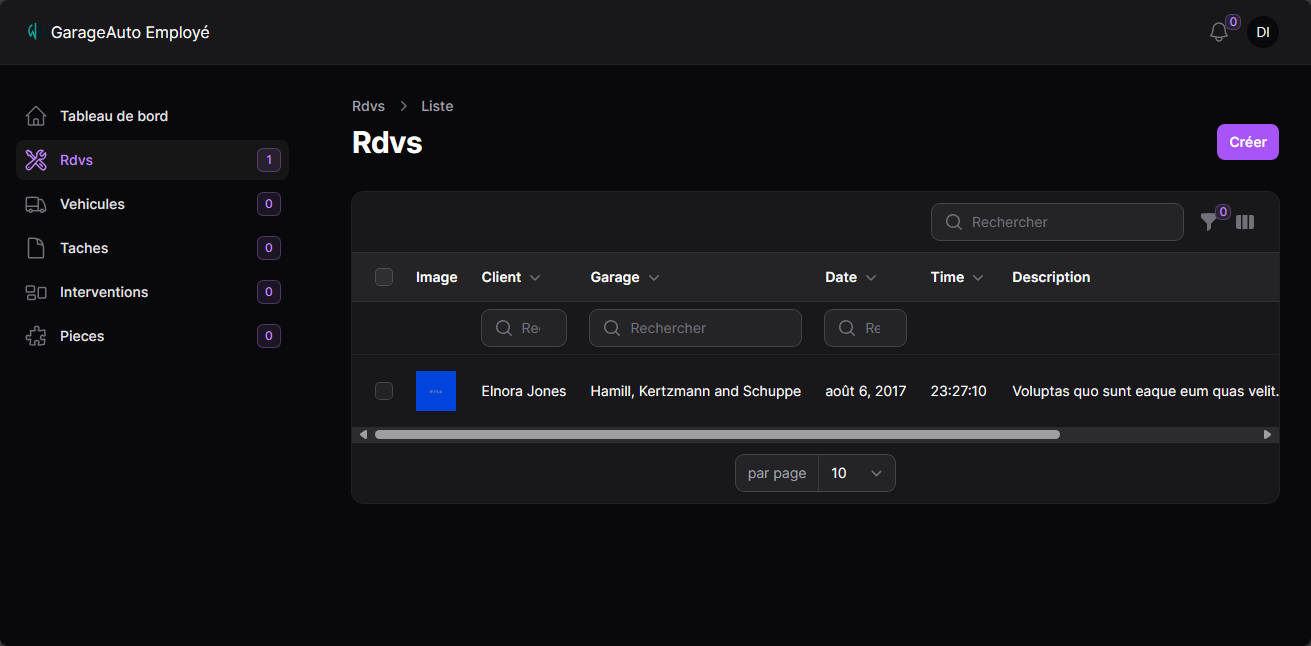 GarageAuto Employé
0
DI
Tableau de bord
Rdvs 1
Vehicules 0
Taches 0
Interventions 0
Pieces 0
Rdvs Liste
Rdvs
Créer
Rechercher
0
Image Client Garage Date Time Description
Rec Rechercher Re
Elnora Jones Hamill, Kertzmann and Schuppe août 6, 2017 23:27:10 Voluptas quo sunt eaque eum quas velit.
par page 10